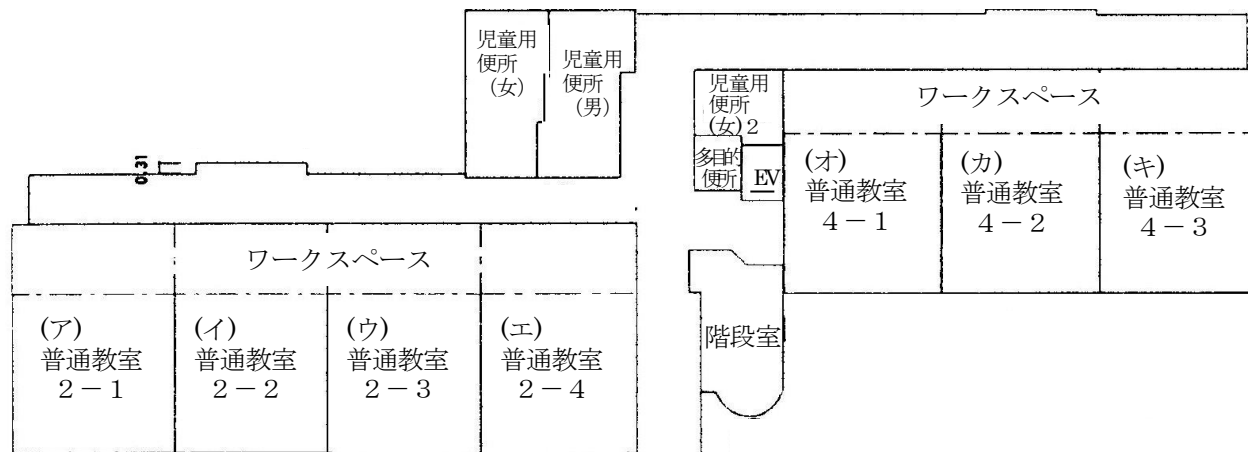 児童用
便所
(女)
児童用
便所
(男)
児童用
便所
(女)２
多目的
便所
EV
ワークスペース
(オ)
普通教室
４－１
(カ)
普通教室
４－２
(キ)
普通教室
４－３
0.31
ワークスペース
(ア)
普通教室
２－１
(イ)
普通教室
２－２
(ウ)
普通教室
２－３
(エ)
普通教室
２－４
階段室